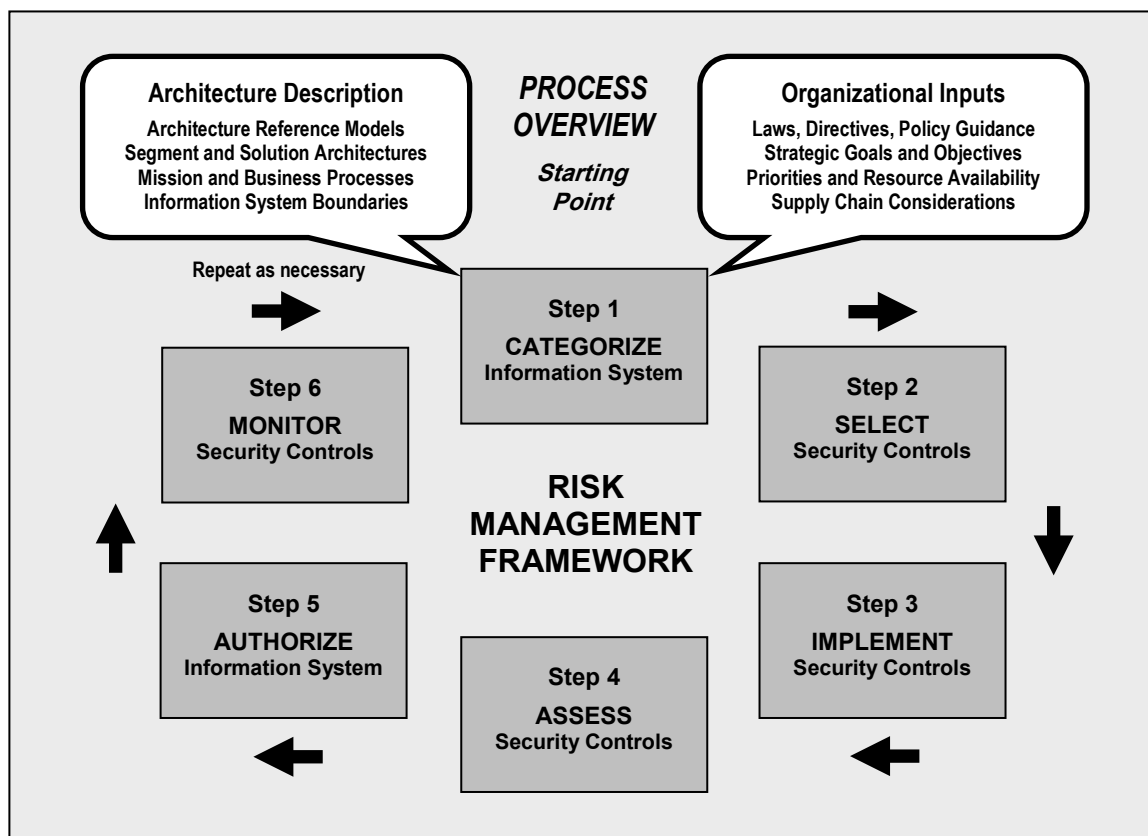 Architecture Description
Architecture Reference Models
Segment and Solution Architectures
Mission and Business Processes
Information System Boundaries
PROCESS
OVERVIEW
Starting
Point
Organizational Inputs
Laws, Directives, Policy Guidance
Strategic Goals and Objectives
Priorities and Resource Availability
Supply Chain Considerations
Repeat as necessary
Step 1
CATEGORIZE
Information System
Step 2
SELECT
Security Controls
Step 3
IMPLEMENT
Security Controls
Step 4
ASSESS
Security Controls
Step 5
AUTHORIZE
Information System
Step 6
MONITOR
Security Controls
RISK
MANAGEMENT
FRAMEWORK